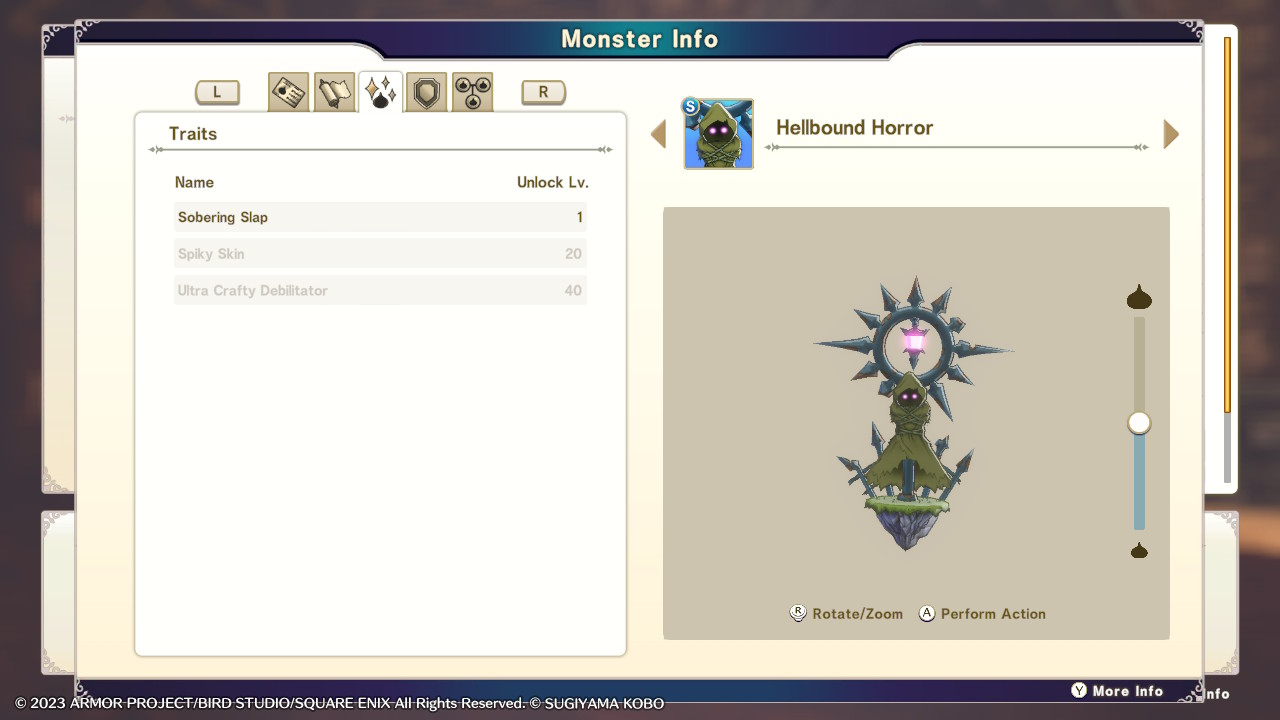 Monster Info
L
R
Traits
Name Unlock Lv.
Sobering Slap 1
Spiky Skin 20
Ultra Crafty Debilitator 40
S
Hellbound Horror
R Rotate/Zoom A Perform Action
Y More Info
nfo
© 2023 ARMOR PROJECT/BIRD STUDIO/SQUARE ENIX All Rights Reserved. © SUGIYAMA KOBO